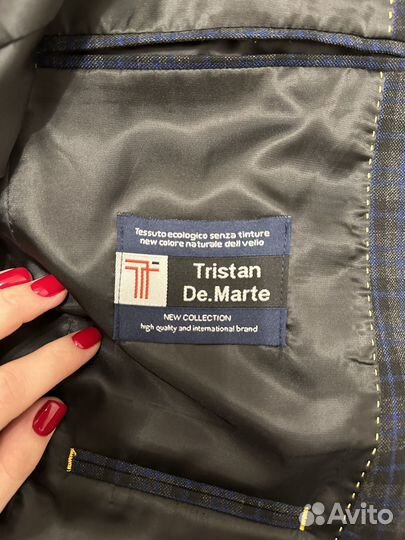 Tessuto ecologico senza tinture
new colore naturale dell vello
Tristan
De.Marte
NEW COLLECTION
high quality and international brand
Avito